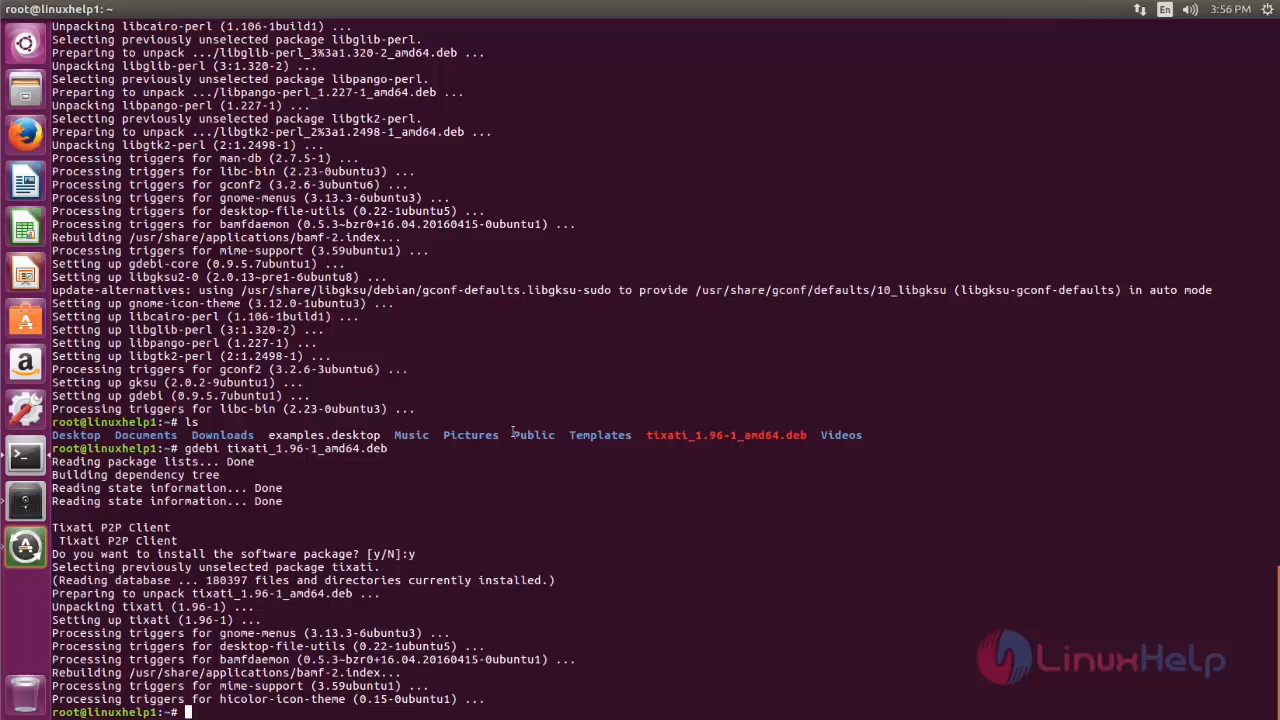 root@linuxhelp1: ~
En
3:56 PM
Unpacking libcairo-perl (1.106-1build1) ...
Selecting previously unselected package libglib-perl.
Preparing to unpack .../libglib-perl_3%3a1.320-2_amd64.deb ...
Unpacking libglib-perl (3:1.320-2) ...
Selecting previously unselected package libpango-perl.
Preparing to unpack .../libpango-perl_1.227-1_amd64.deb ...
Unpacking libpango-perl (1.227-1) ...
Selecting previously unselected package libgtk2-perl.
Preparing to unpack .../libgtk2-perl_2%3a1.2498-1_amd64.deb ...
Unpacking libgtk2-perl (2:1.2498-1) ...
Processing triggers for man-db (2.7.5-1) ...
Processing triggers for libc-bin (2.23-0ubuntu3) ...
Processing triggers for gconf2 (3.2.6-3ubuntu6) ...
Processing triggers for gnome-menus (3.13.3-6ubuntu3) ...
Processing triggers for desktop-file-utils (0.22-1ubuntu5) ...
Processing triggers for bamfdaemon (0.5.3~bzr0+16.04.20160415-0ubuntu1) ...
Rebuilding /usr/share/applications/bamf-2.index...
Processing triggers for mime-support (3.59ubuntu1) ...
Setting up gdebi-core (0.9.5.7ubuntu1) ...
Setting up libgksu2-0 (2.0.13~pre1-6ubuntu8) ...
update-alternatives: using /usr/share/libgksu/debian/gconf-defaults.libgksu-sudo to provide /usr/share/gconf/defaults/10_libgksu (libgksu-gconf-defaults) in auto mode
Setting up gnome-icon-theme (3.12.0-1ubuntu3) ...
Setting up libcairo-perl (1.106-1build1) ...
Setting up libglib-perl (3:1.320-2) ...
Setting up libpango-perl (1.227-1) ...
Setting up libgtk2-perl (2:1.2498-1) ...
Processing triggers for gconf2 (3.2.6-3ubuntu6) ...
Setting up gksu (2.0.2-9ubuntu1) ...
Setting up gdebi (0.9.5.7ubuntu1) ...
Processing triggers for libc-bin (2.23-0ubuntu3) ...
root@linuxhelp1:~# ls
Desktop Documents Downloads examples.desktop Music Pictures Public Templates tixati_1.96-1_amd64.deb Videos
root@linuxhelp1:~# gdebi tixati_1.96-1_amd64.deb
Reading package lists... Done
Building dependency tree
Reading state information... Done
Reading state information... Done
Tixati P2P Client
Tixati P2P Client
Do you want to install the software package? [y/N]:y
Selecting previously unselected package tixati.
(Reading database ... 180397 files and directories currently installed.)
Preparing to unpack tixati_1.96-1_amd64.deb ...
Unpacking tixati (1.96-1) ...
Setting up tixati (1.96-1) ...
Processing triggers for gnome-menus (3.13.3-6ubuntu3) ...
Processing triggers for desktop-file-utils (0.22-1ubuntu5) ...
Processing triggers for bamfdaemon (0.5.3~bzr0+16.04.20160415-0ubuntu1) ...
Rebuilding /usr/share/applications/bamf-2.index...
Processing triggers for mime-support (3.59ubuntu1) ...
Processing triggers for hicolor-icon-theme (0.15-0ubuntu1) ...
root@linuxhelp1:~#
LinuxHelp